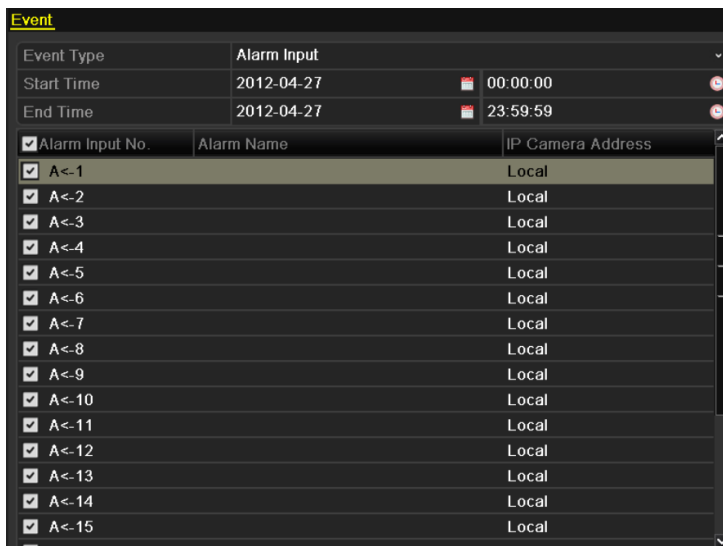 Event
Event Type Alarm Input
Start Time 2012-04-27 00:00:00
End Time 2012-04-27 23:59:59
Alarm Input No. Alarm Name IP Camera Address
A<-1 Local
A<-2 Local
A<-3 Local
A<-4 Local
A<-5 Local
A<-6 Local
A<-7 Local
A<-8 Local
A<-9 Local
A<-10 Local
A<-11 Local
A<-12 Local
A<-13 Local
A<-14 Local
A<-15 Local